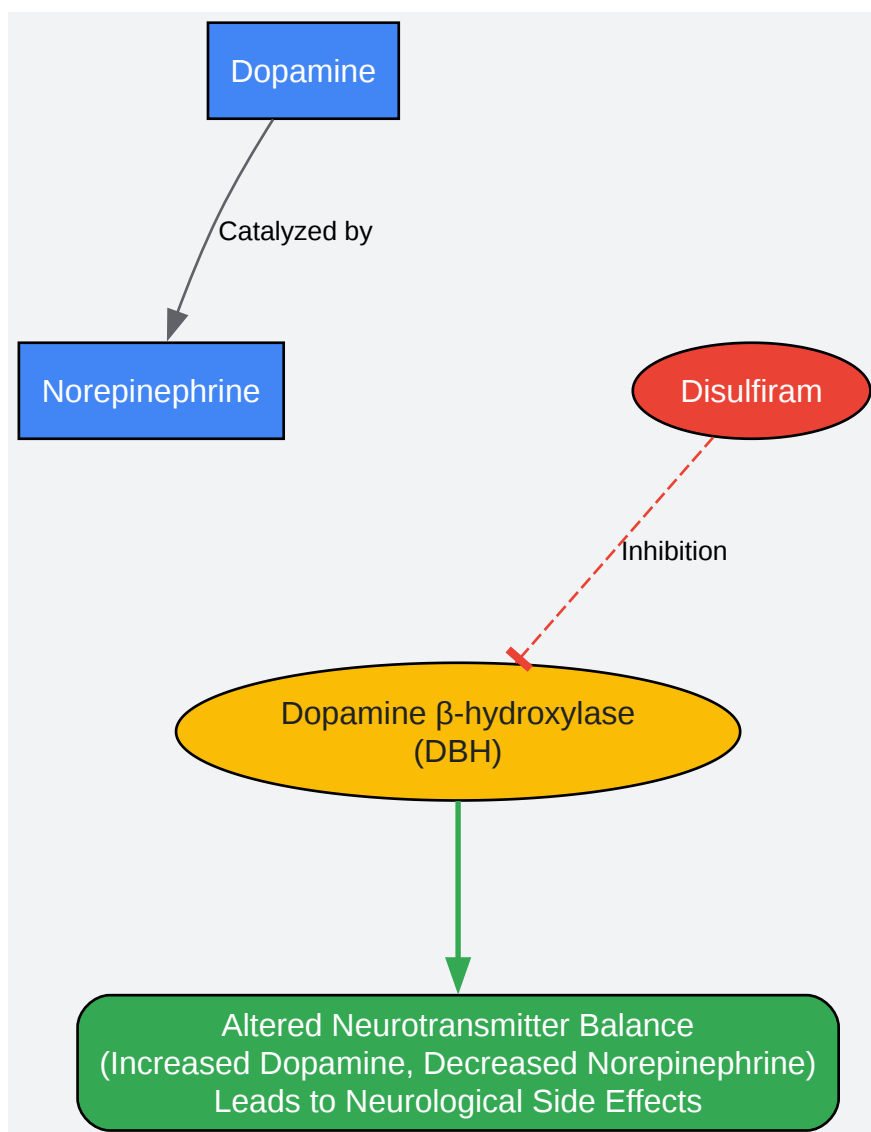 Dopamine
Catalyzed by
Norepinephrine
Disulfiram
Inhibition
Dopamine β-hydroxylase
(DBH)
Altered Neurotransmitter Balance
(Increased Dopamine, Decreased Norepinephrine)
Leads to Neurological Side Effects